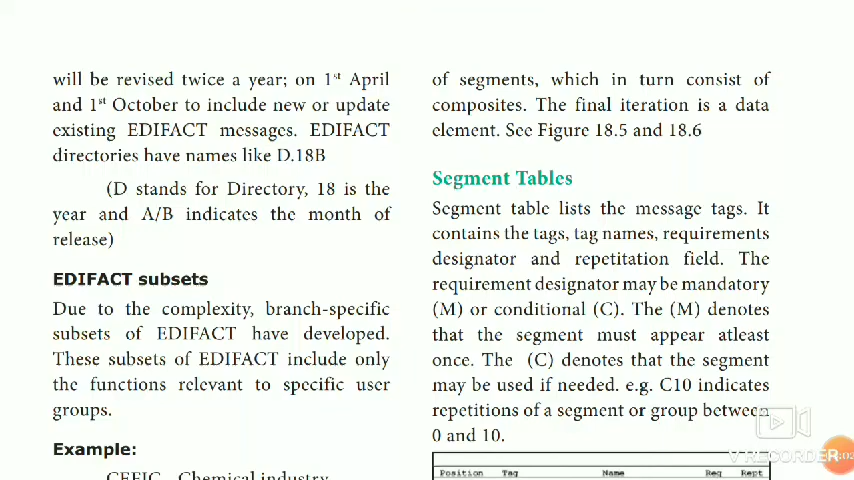 will be revised twice a year; on 1st April
and 1st October to include new or update
existing EDIFACT messages. EDIFACT
directories have names like D.18B
(D stands for Directory, 18 is the
year and A/B indicates the month of
release)
EDIFACT subsets
Due to the complexity, branch-specific
subsets of EDIFACT have developed.
These subsets of EDIFACT include only
the functions relevant to specific user
groups.
Example:
CEFIC – Chemical industry
of segments, which in turn consist of
composites. The final iteration is a data
element. See Figure 18.5 and 18.6
Segment Tables
Segment table lists the message tags. It
contains the tags, tag names, requirements
designator and repetitation field. The
requirement designator may be mandatory
(M) or conditional (C). The (M) denotes
that the segment must appear atleast
once. The (C) denotes that the segment
may be used if needed. e.g. C10 indicates
repetitions of a segment or group between
0 and 10.
Position Tag Name Req Rept
V RECORDER